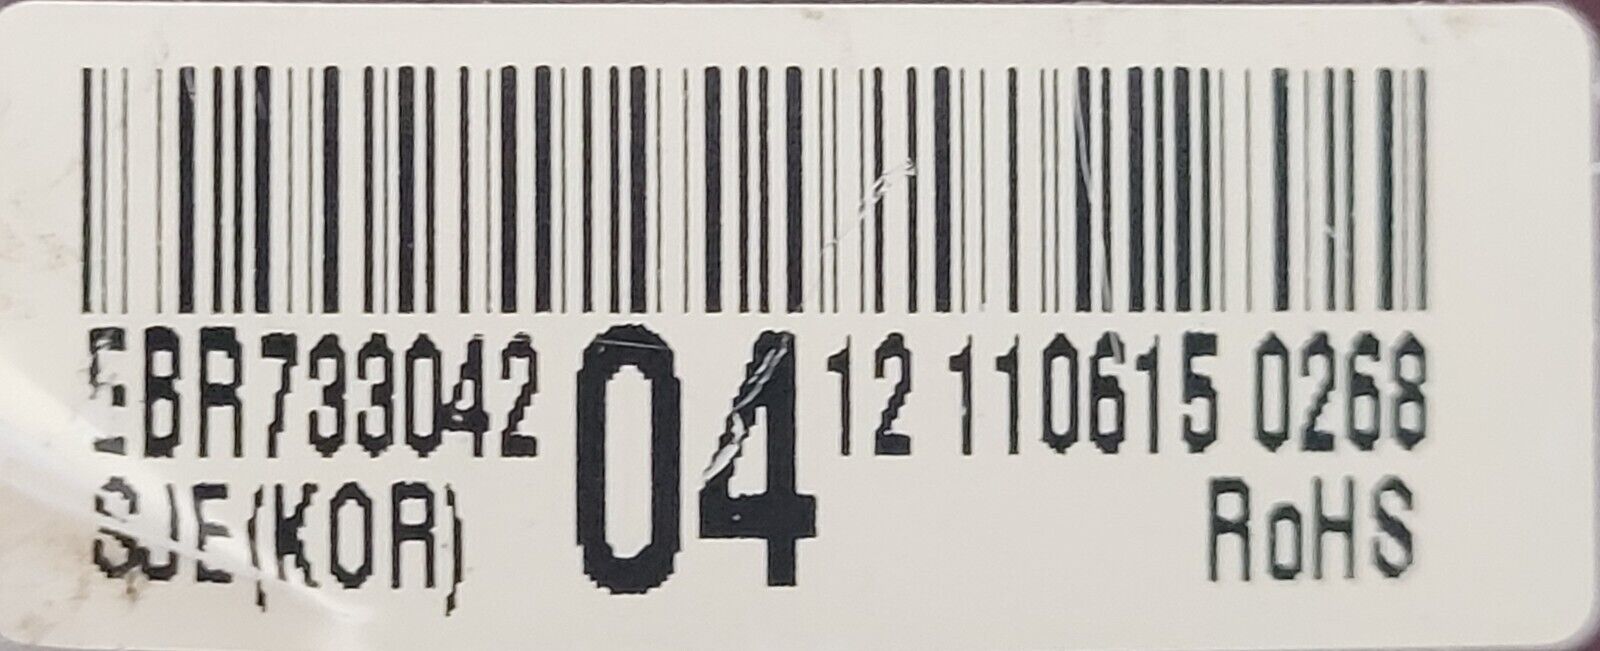 EBR733042 04 12 110615 0268
SJE(KOR) RoHS